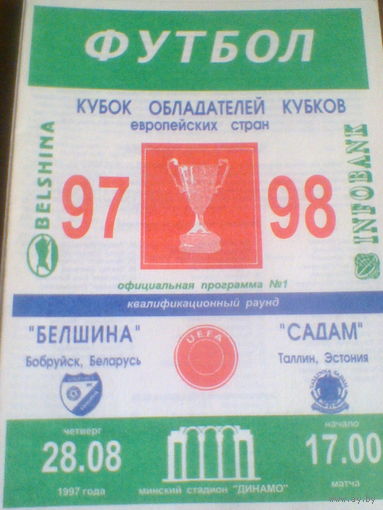 ФУТБОЛ
КУБОК ОБЛАДАТЕЛЕЙ КУБКОВ
европейских стран
BELSHINA
97
98
INFOBANK
официальная программа №1
квалификационный раунд
"БЕЛШИНА"
Бобруйск, Беларусь
UEFA
"САДАМ"
Таллин, Эстония
четверг
28.08
1997 года
минский стадион "ДИНАМО"
начало
17.00
матча